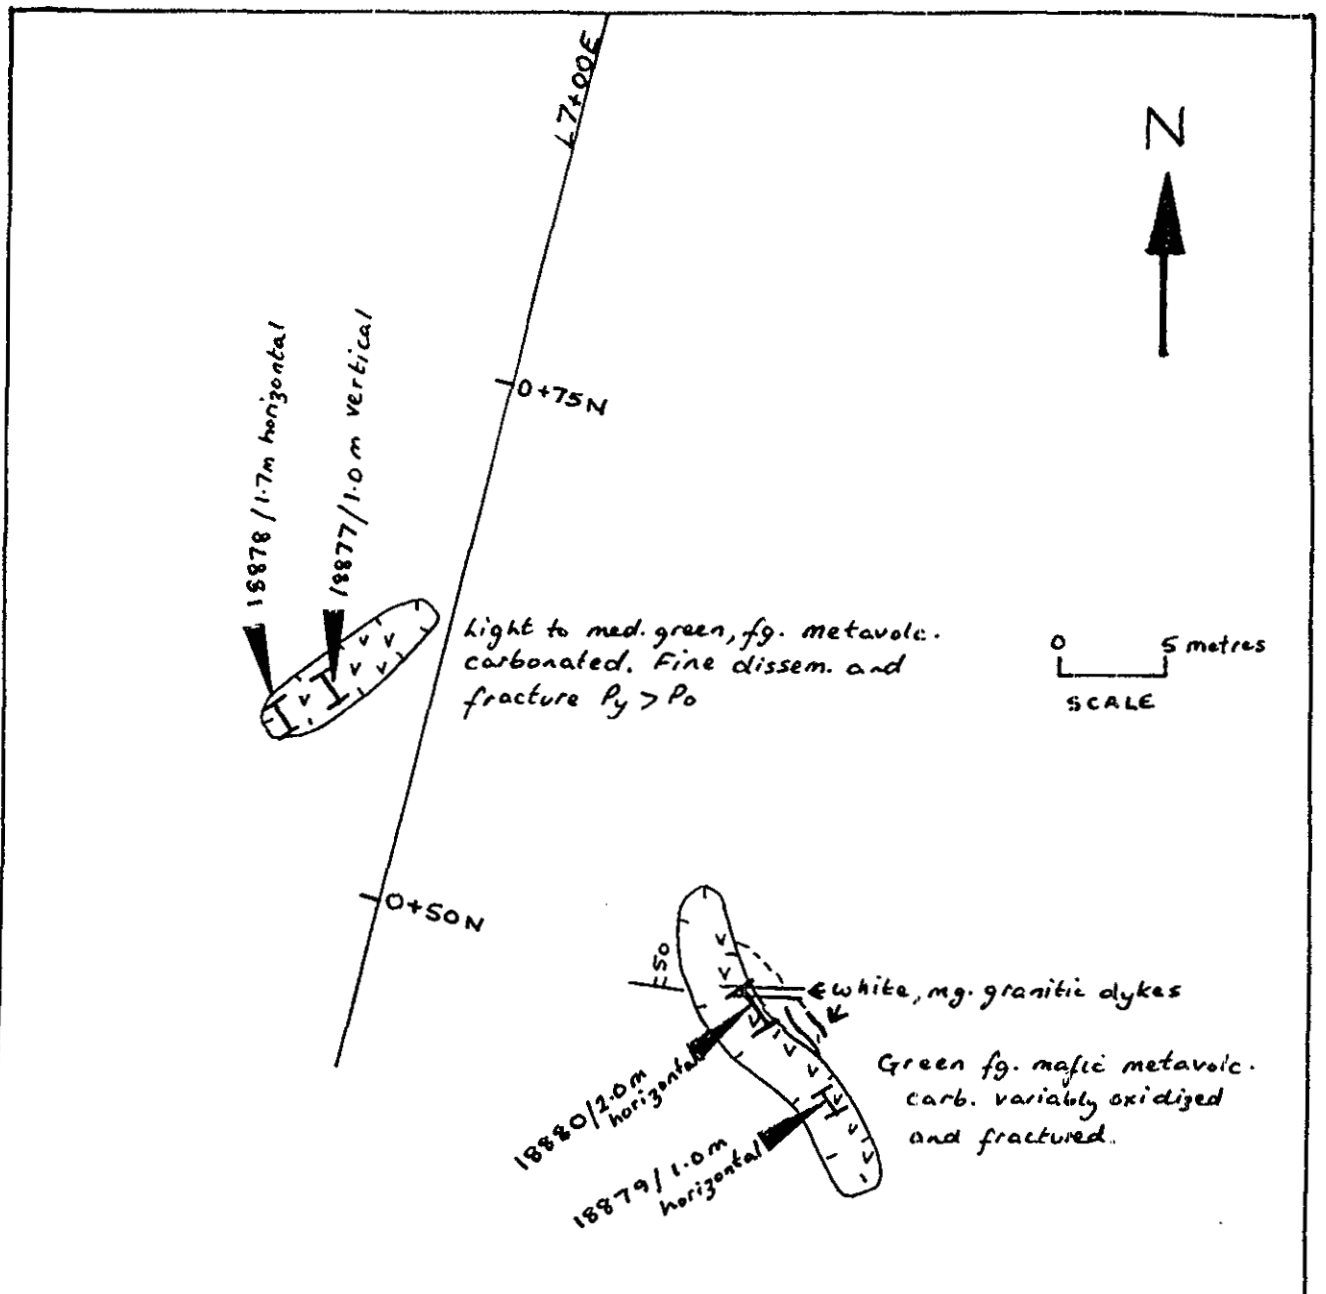 L7+00E
N
0+75N
18878/1.7m horizontal
18877/1.0m vertical
Light to med. green, fg. metavolc.
carbonated. Fine dissem. and
fracture Py > Po
0 5 metres
SCALE
0+50N
50
white, mg. granitic dykes
18880/2.0m
horizontal
Green fg. mafic metavolc.
carb. variably oxidized
and fractured.
18879/1.0m
horizontal